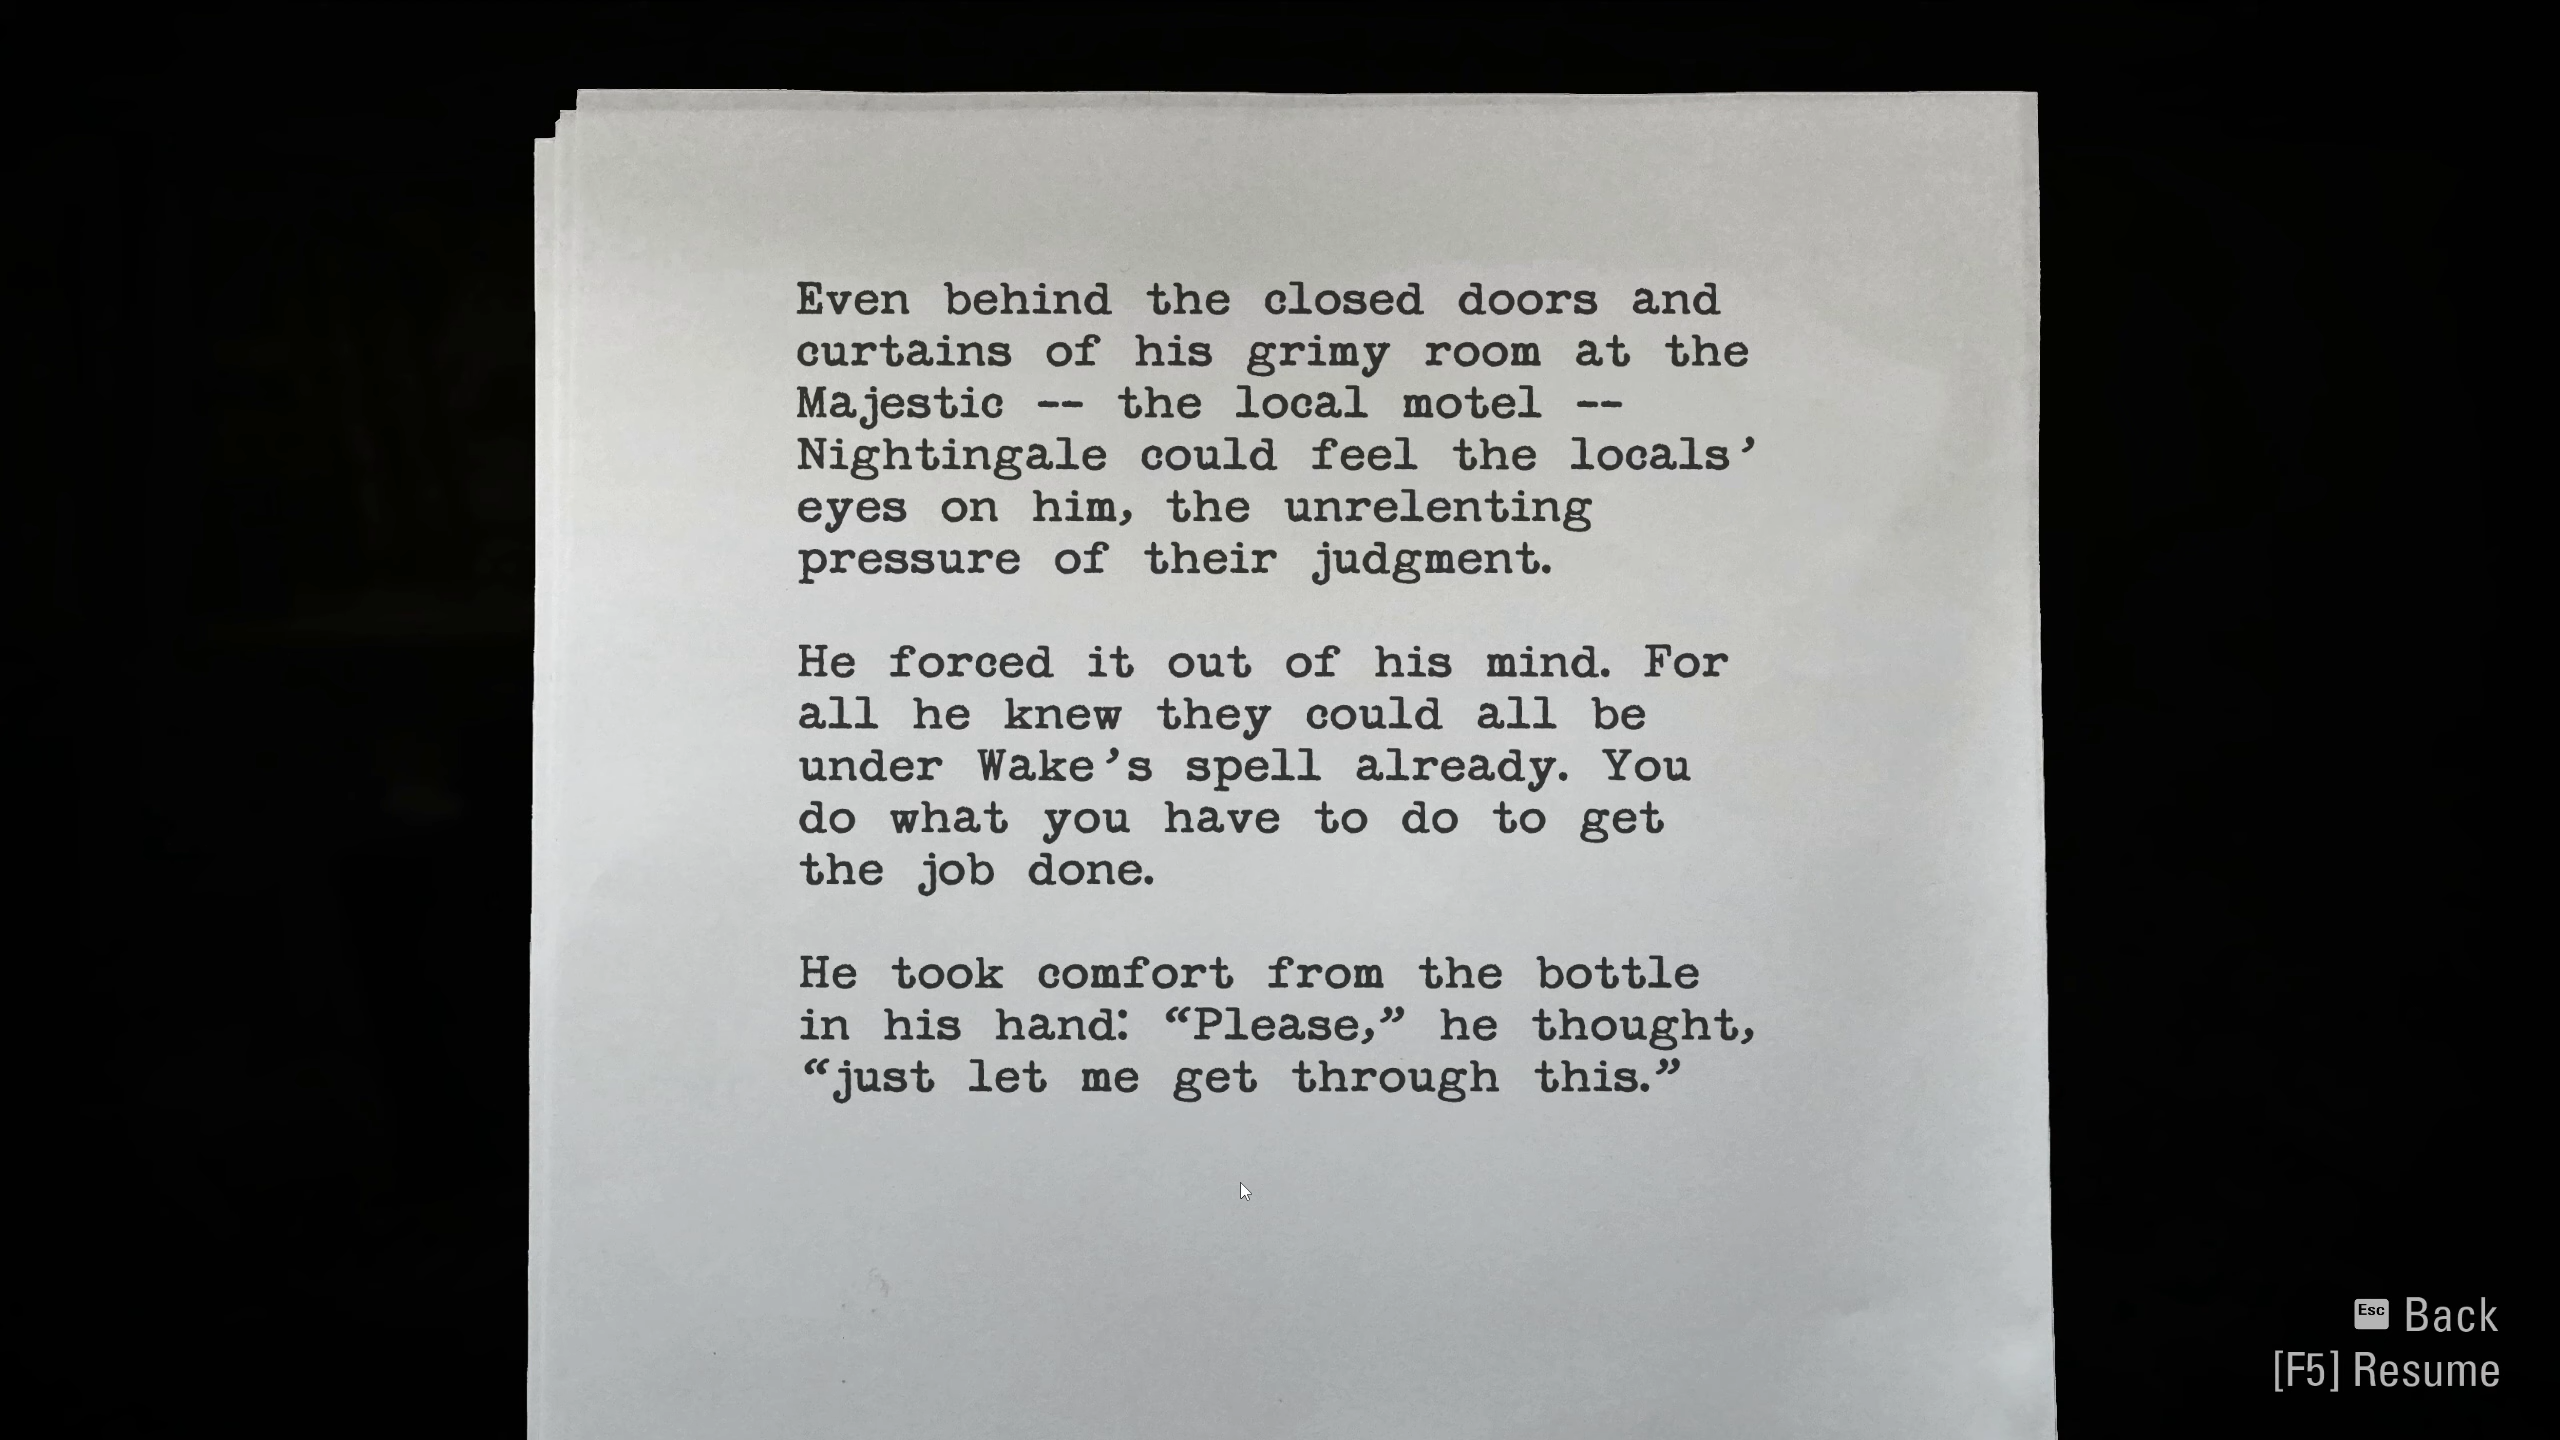 Even behind the closed doors and
curtains of his grimy room at the
Majestic -- the local motel --
Nightingale could feel the locals’
eyes on him, the unrelenting
pressure of their judgment.
He forced it out of his mind. For
all he knew they could all be
under Wake’s spell already. You
do what you have to do to get
the job done.
He took comfort from the bottle
in his hand: “Please,” he thought,
“just let me get through this.”
Esc Back
[F5] Resume